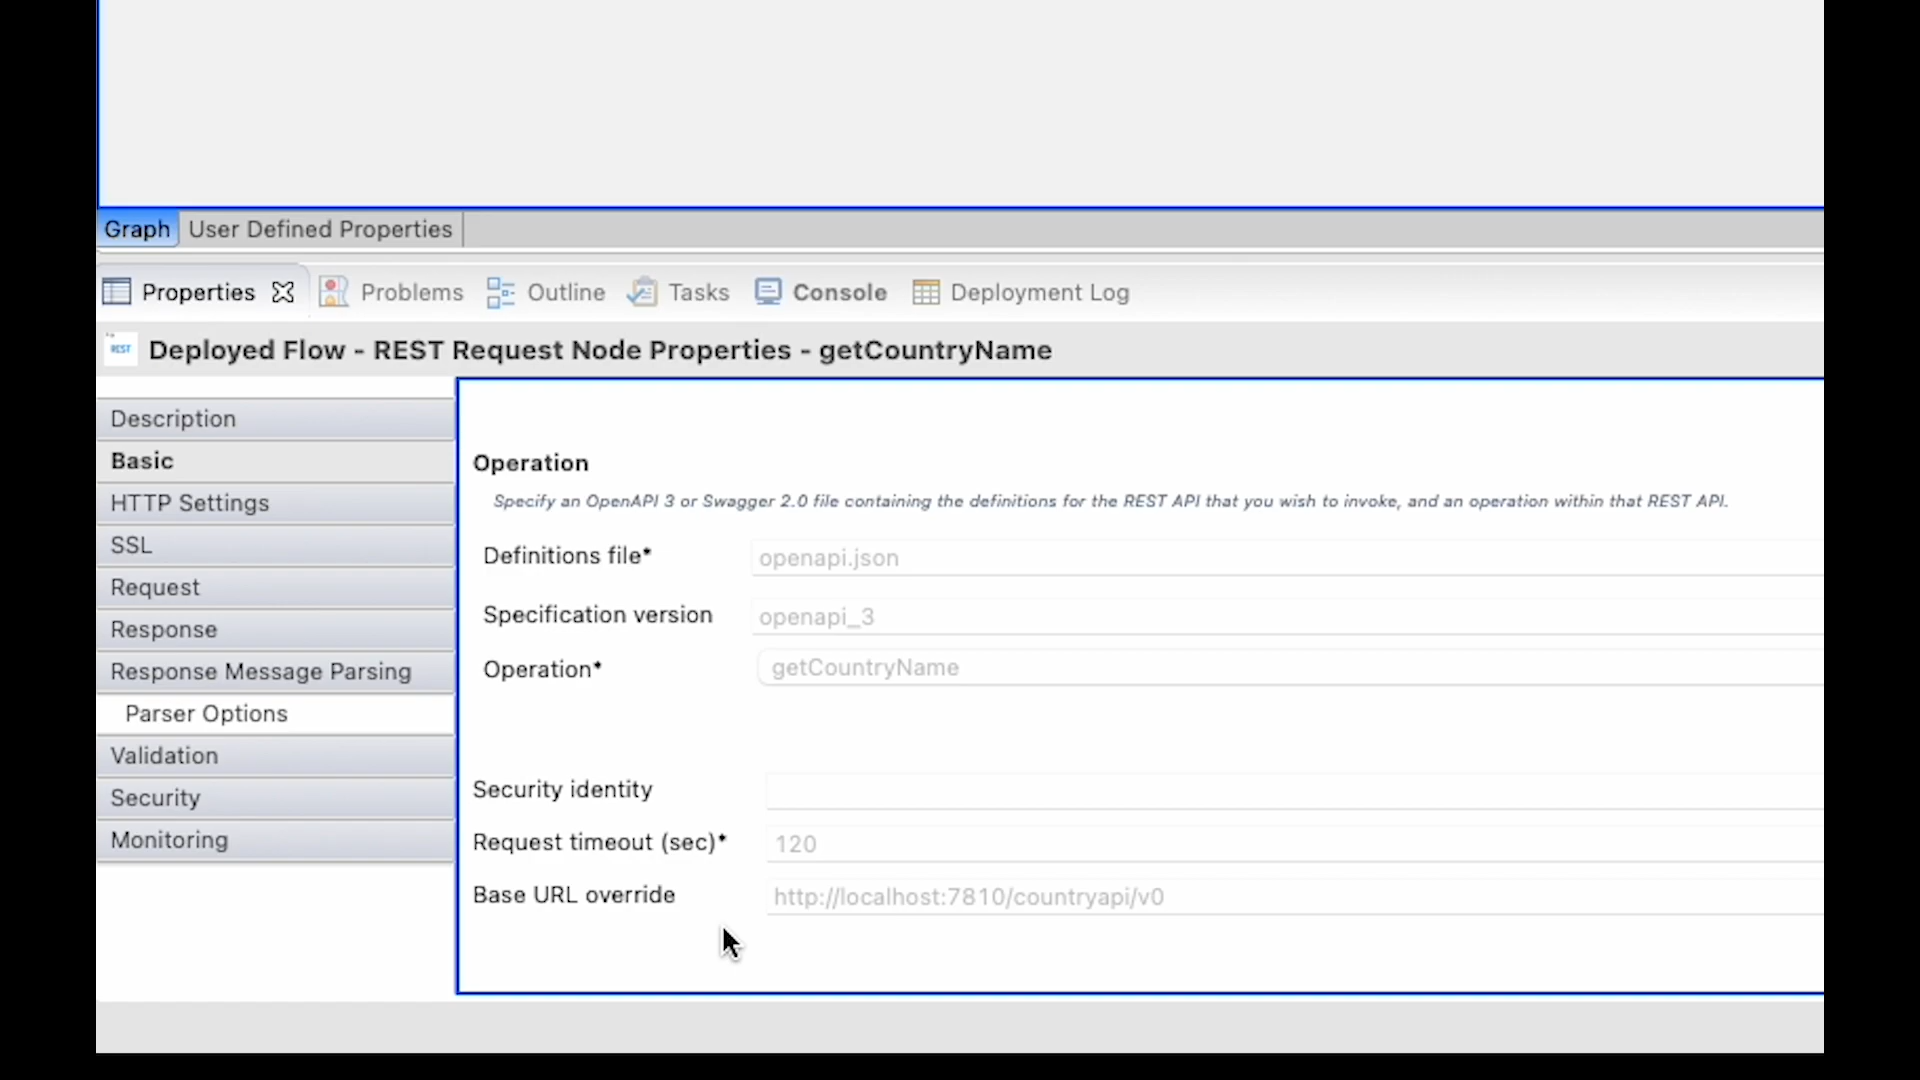 Graph User Defined Properties
Properties Problems Outline Tasks Console Deployment Log
REST Deployed Flow - REST Request Node Properties - getCountryName
Description
Basic
HTTP Settings
SSL
Request
Response
Response Message Parsing
Parser Options
Validation
Security
Monitoring
Operation
Specify an OpenAPI 3 or Swagger 2.0 file containing the definitions for the REST API that you wish to invoke, and an operation within that REST API.
Definitions file* openapi.json
Specification version openapi_3
Operation* getCountryName
Security identity
Request timeout (sec)* 120
Base URL override http://localhost:7810/countryapi/v0